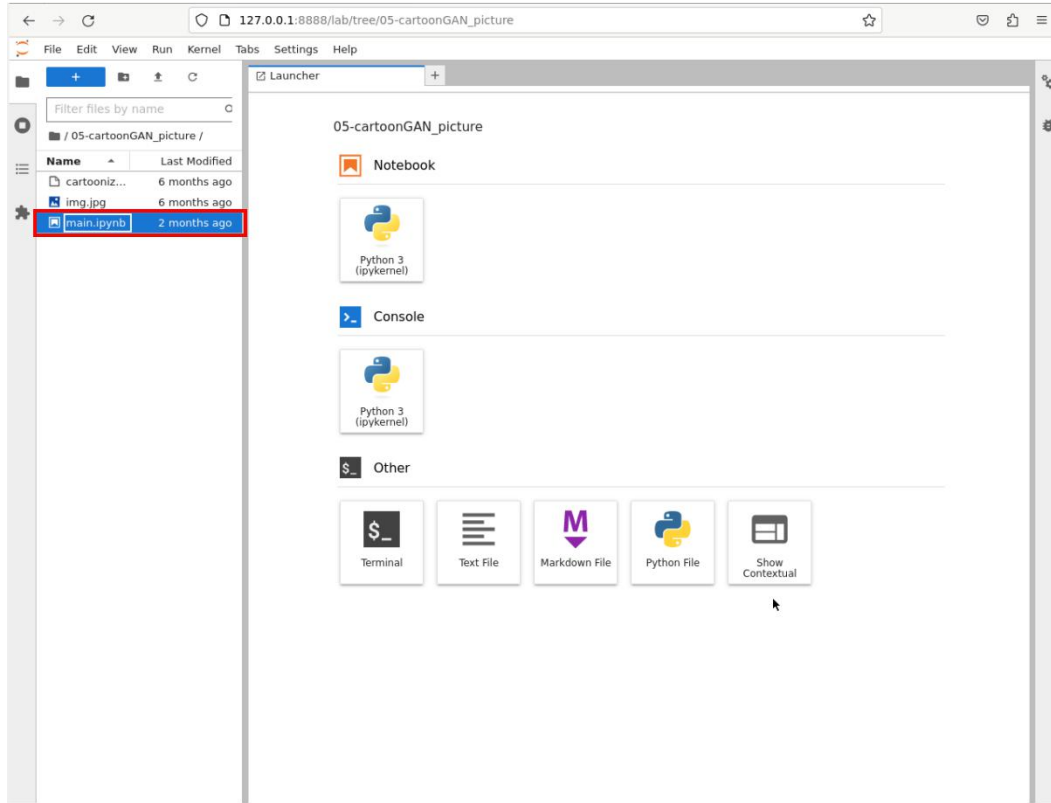 127.0.0.1:8888/lab/tree/05-cartoonGAN_picture
File Edit View Run Kernel Tabs Settings Help
Launcher
+
Filter files by name
/ 05-cartoonGAN_picture /
Name Last Modified
cartooniz... 6 months ago
img.jpg 6 months ago
main.ipynb 2 months ago
05-cartoonGAN_picture
Notebook
Python 3
(ipykernel)
>_ Console
Python 3
(ipykernel)
$_ Other
$_
M
Terminal
Text File
Markdown File
Python File
Show
Contextual